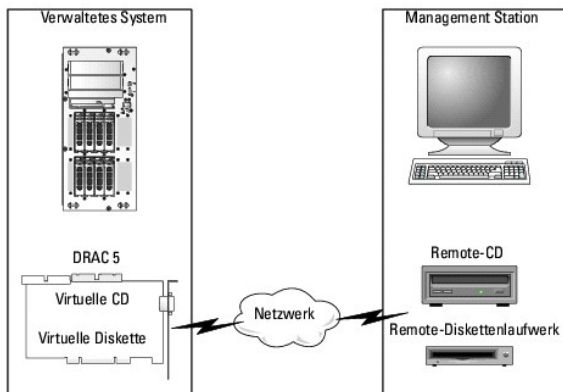 Verwaltetes System
Management Station
DRAC 5
Virtuelle CD
Virtuelle Diskette
Netzwerk
Remote-CD
Remote-Diskettenlaufwerk